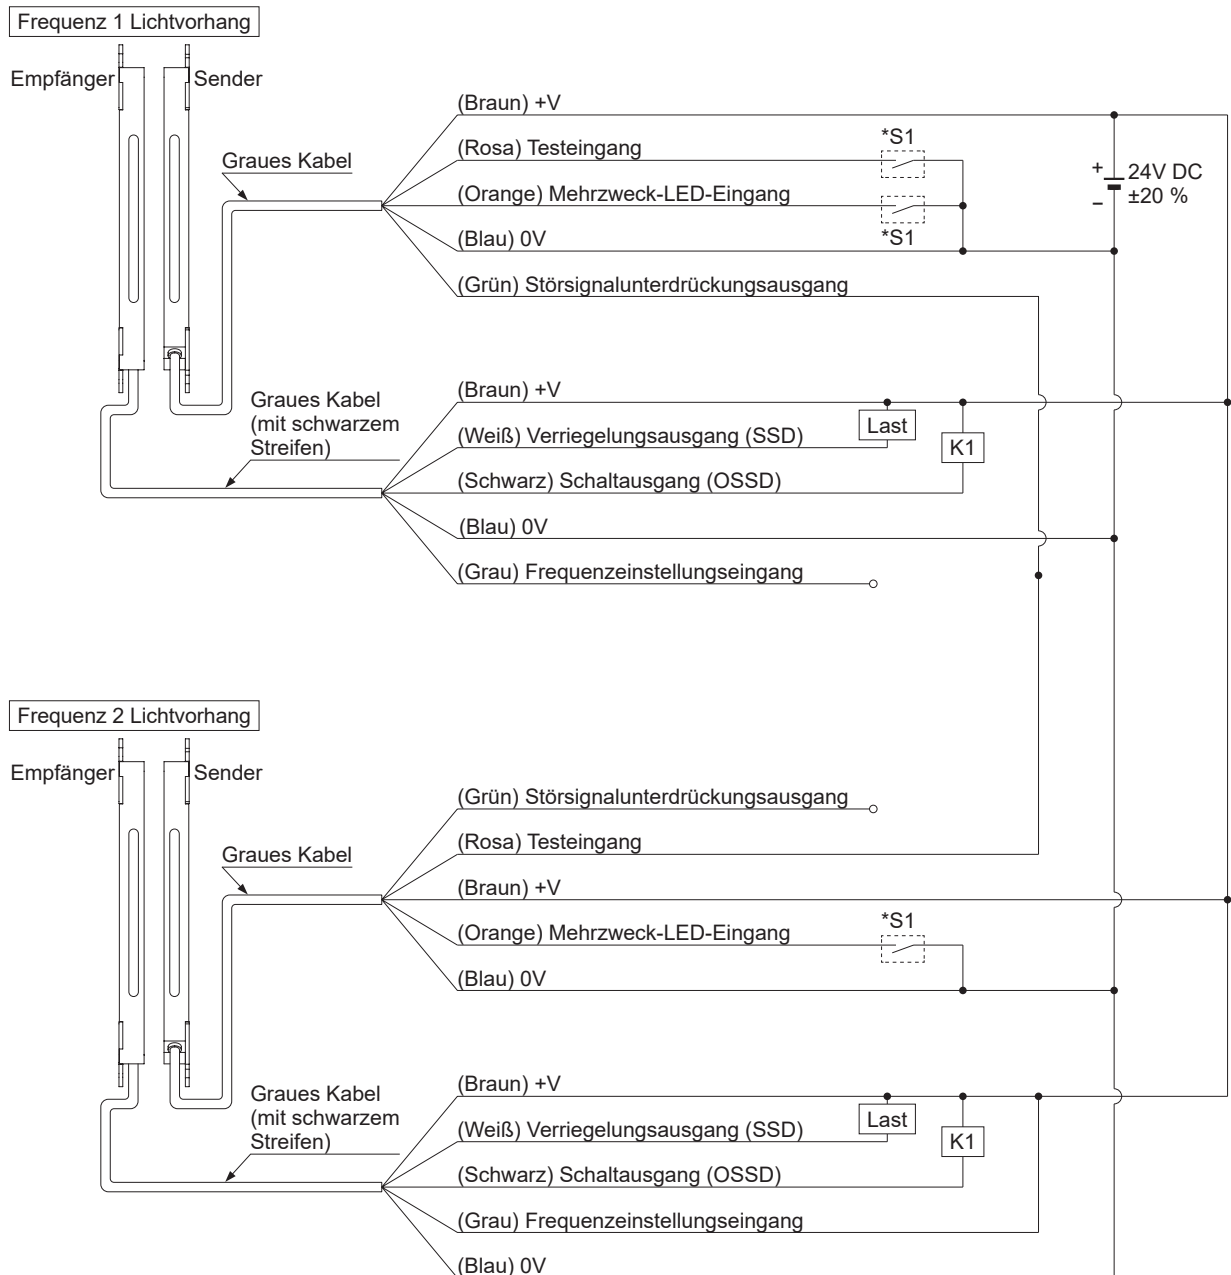 Frequenz 1 Lichtvorhang
Empfänger
Sender
Graues Kabel
(Braun) +V
(Rosa) Testeingang
*S1
(Orange) Mehrzweck-LED-Eingang
*S1
(Blau) 0V
(Grün) Störsignalunterdrückungsausgang
+
24V DC
±20 %
–
Graues Kabel
(mit schwarzem
Streifen)
(Braun) +V
(Weiß) Verriegelungsausgang (SSD)
Last
K1
(Schwarz) Schaltausgang (OSSD)
(Blau) 0V
(Grau) Frequenzeinstellungseingang
Frequenz 2 Lichtvorhang
Empfänger
Sender
Graues Kabel
(Grün) Störsignalunterdrückungsausgang
(Rosa) Testeingang
(Braun) +V
(Orange) Mehrzweck-LED-Eingang
*S1
(Blau) 0V
Graues Kabel
(mit schwarzem
Streifen)
(Braun) +V
(Weiß) Verriegelungsausgang (SSD)
Last
K1
(Schwarz) Schaltausgang (OSSD)
(Grau) Frequenzeinstellungseingang
(Blau) 0V